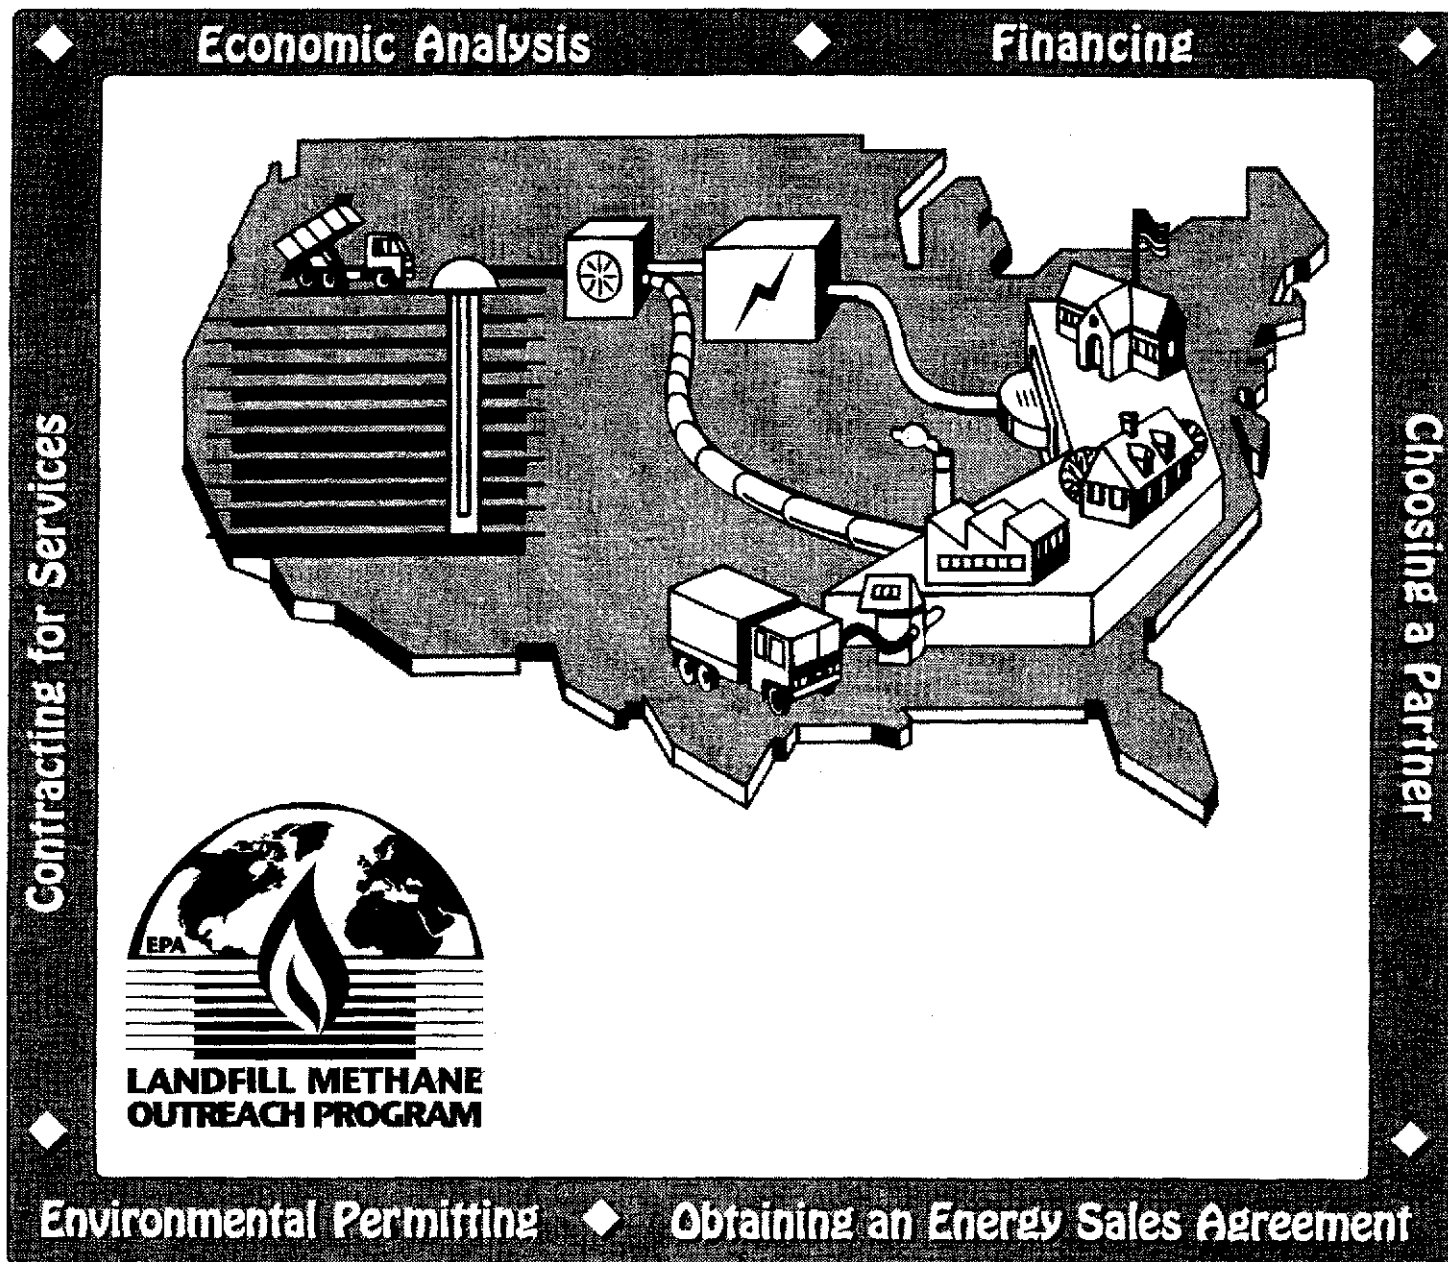 Economic Analysis
Financing
Contracting for Services
Choosing a Partner
EPA
LANDFILL METHANE
OUTREACH PROGRAM
Environmental Permitting
Obtaining an Energy Sales Agreement